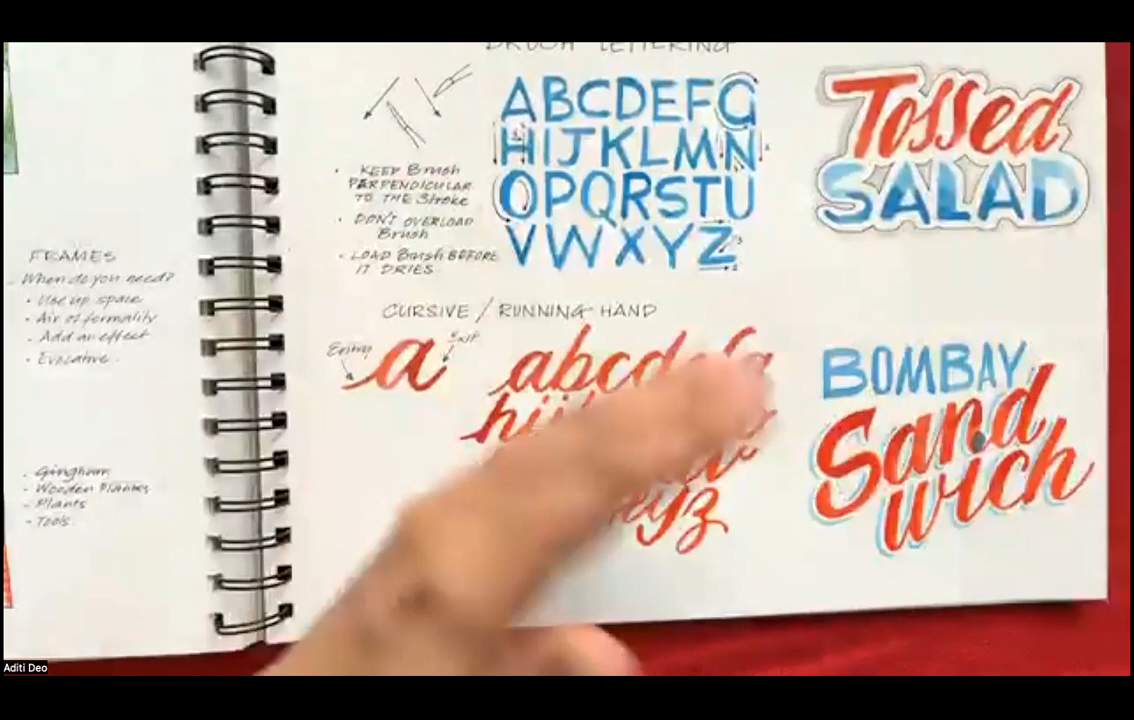 BRUSH LETTERING
KEEP Brush
PERPENDICULAR
TO THE Stroke
DON'T OVERLOAD
Brush
LOAD Brush BEFORE
IT DRIES
ABCDEFG
HIJKLMN
OPQRSTU
VWXYZ
TOSSED
SALAD
FRAMES
When do you need?
Use up space
Air of formality
Add an effect
Evocative
Gingham
Wooden Planks
Plants
Tools
CURSIVE / RUNNING HAND
Entry
a
Exit
abcd
yz
BOMBAY
Sand
wich
Aditi Deo